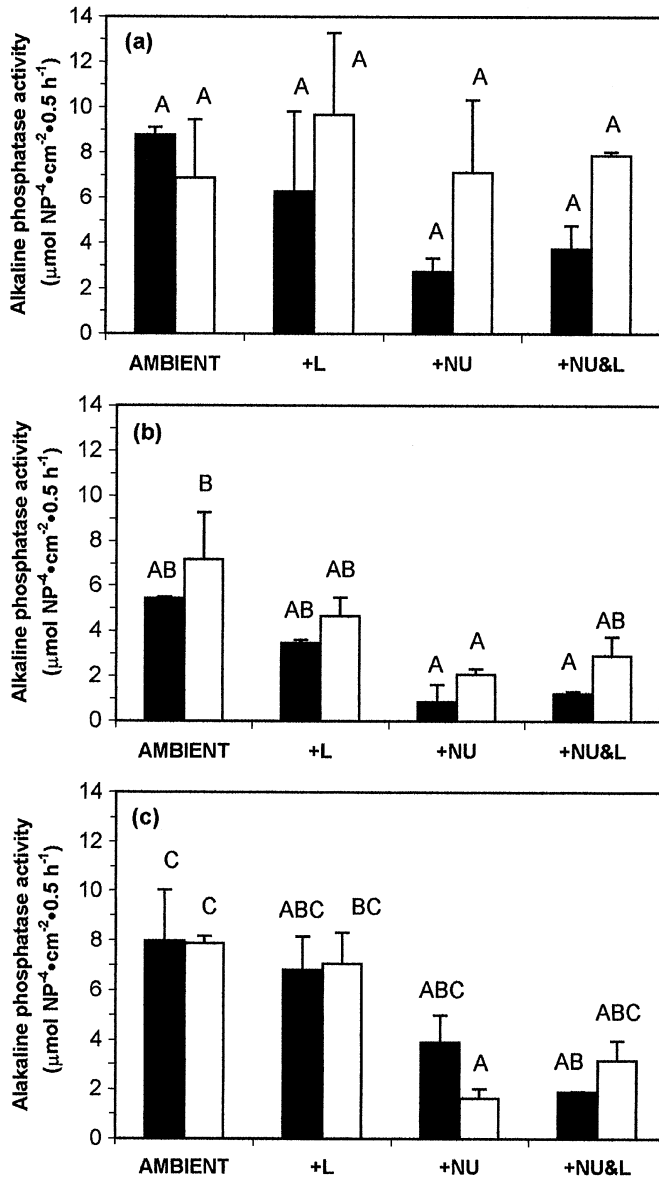 (a)
Alkaline phosphatase activity
(μmol NP⁻⁴•cm⁻²•0.5 h⁻¹)
14
12
10
8
6
4
2
0
A
A
A
A
A
A
A
A
AMBIENT
+L
+NU
+NU&L
(b)
Alkaline phosphatase activity
(μmol NP⁻⁴•cm⁻²•0.5 h⁻¹)
14
12
10
8
6
4
2
0
AB
B
AB
AB
A
A
A
AB
AMBIENT
+L
+NU
+NU&L
(c)
Alakaline phosphatase activity
(μmol NP⁻⁴•cm⁻²•0.5 h⁻¹)
14
12
10
8
6
4
2
0
C
C
ABC
BC
ABC
A
AB
ABC
AMBIENT
+L
+NU
+NU&L